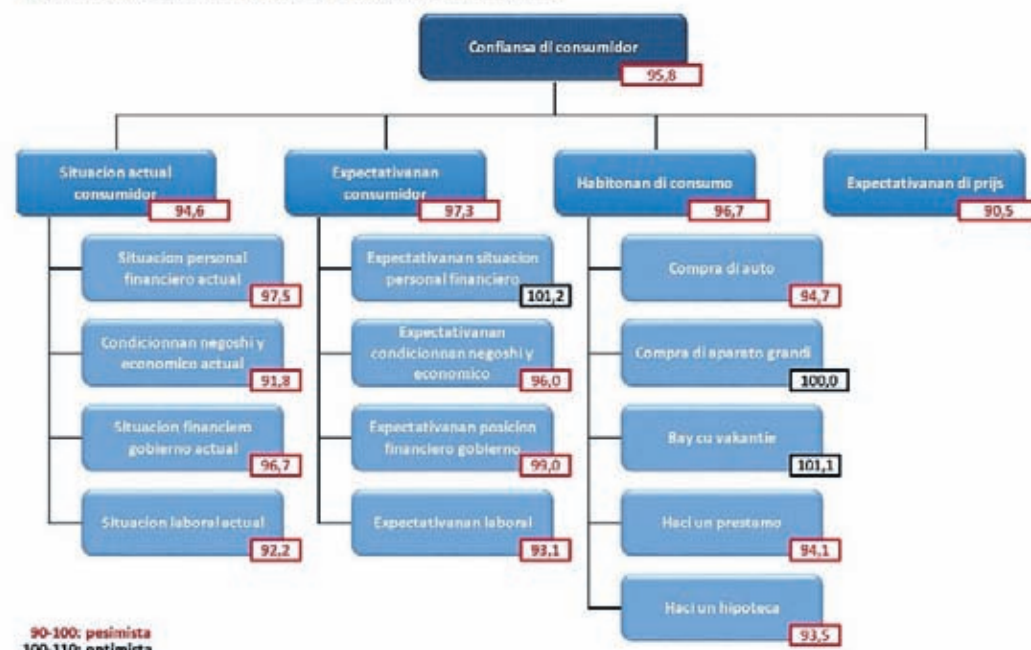 Confiansa di consumidor
95,8
Situacion actual
consumidor
94,6
Situacion personal
financiero actual
97,5
Condicionnan negoshi y
economico actual
91,8
Situacion financiero
gobierno actual
96,7
Situacion laboral actual
92,2
Expectativanan
consumidor
97,3
Expectativanan situacion
personal financiero
101,2
Expectativanan
condicionnan negoshi y
economico
96,0
Expectativanan posicion
financiero gobierno
99,0
Expectativanan laboral
93,1
Habitonan di consumo
96,7
Compra di auto
94,7
Compra di aparato grandi
100,0
Bay cu vakantie
101,1
Haci un prestamo
94,1
Haci un hipoteca
93,5
Expectativanan di prijs
90,5
90-100: pesimista
100-110: optimista